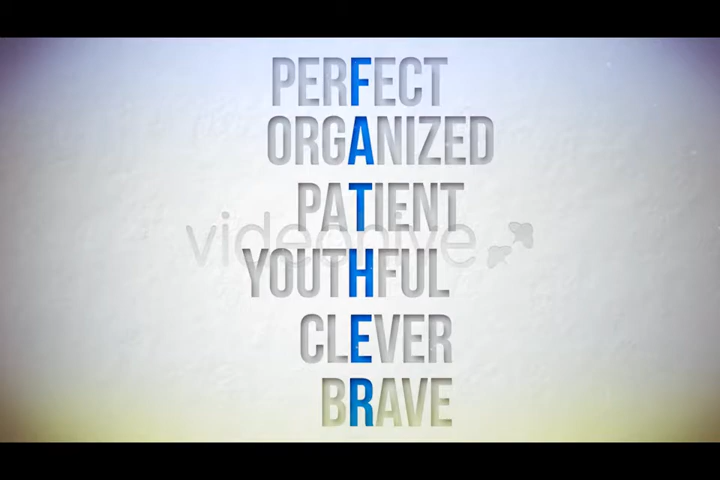 PERFECT
ORGANIZED
PATIENT
videohive
YOUTHFUL
CLEVER
BRAVE